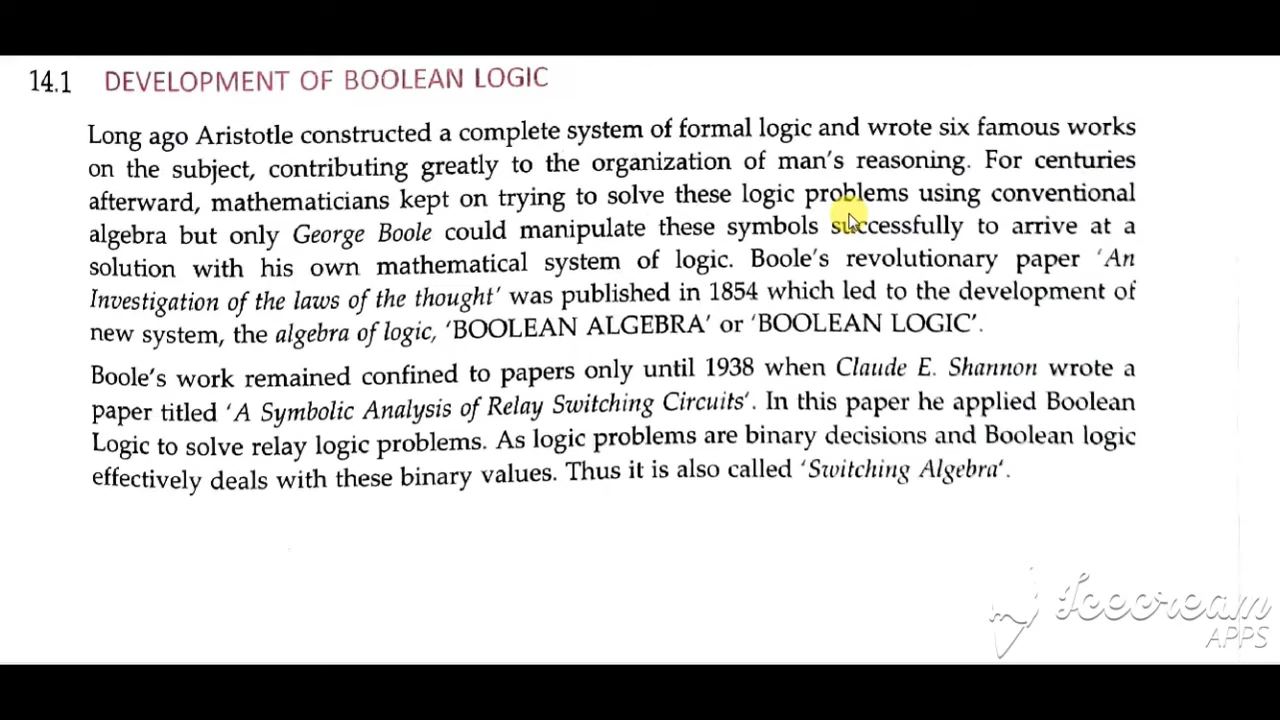 14.1 DEVELOPMENT OF BOOLEAN LOGIC
Long ago Aristotle constructed a complete system of formal logic and wrote six famous works
on the subject, contributing greatly to the organization of man's reasoning. For centuries
afterward, mathematicians kept on trying to solve these logic problems using conventional
algebra but only George Boole could manipulate these symbols successfully to arrive at a
solution with his own mathematical system of logic. Boole's revolutionary paper 'An
Investigation of the laws of the thought' was published in 1854 which led to the development of
new system, the algebra of logic, 'BOOLEAN ALGEBRA' or 'BOOLEAN LOGIC'.
Boole's work remained confined to papers only until 1938 when Claude E. Shannon wrote a
paper titled 'A Symbolic Analysis of Relay Switching Circuits'. In this paper he applied Boolean
Logic to solve relay logic problems. As logic problems are binary decisions and Boolean logic
effectively deals with these binary values. Thus it is also called 'Switching Algebra'.
Icecream
APPS